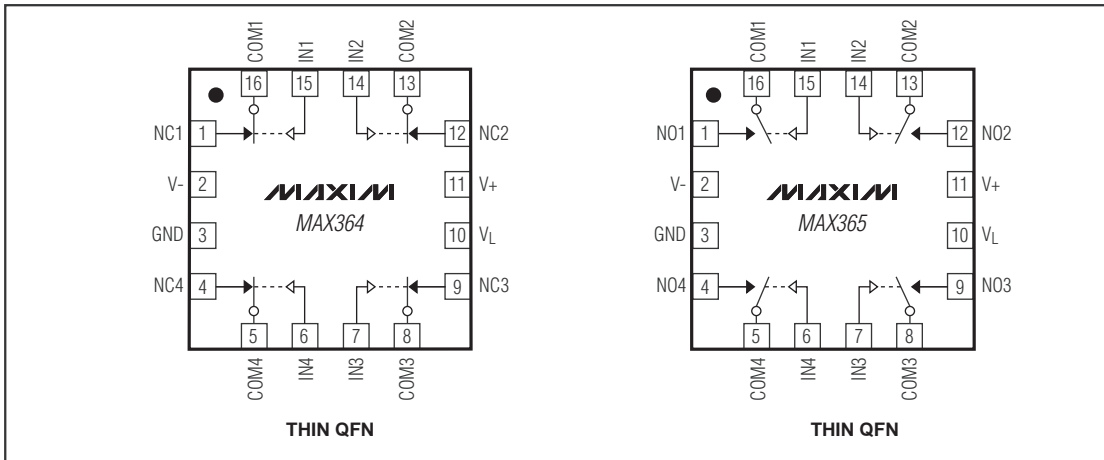 COM1 IN1 IN2 COM2
16 15 14 13
NC1 1 12 NC2
V- 2 11 V+
MAXIM
MAX364
GND 3 10 VL
NC4 4 9 NC3
5 6 7 8
COM4 IN4 IN3 COM3
THIN QFN
COM1 IN1 IN2 COM2
16 15 14 13
NO1 1 12 NO2
V- 2 11 V+
MAXIM
MAX365
GND 3 10 VL
NO4 4 9 NO3
5 6 7 8
COM4 IN4 IN3 COM3
THIN QFN